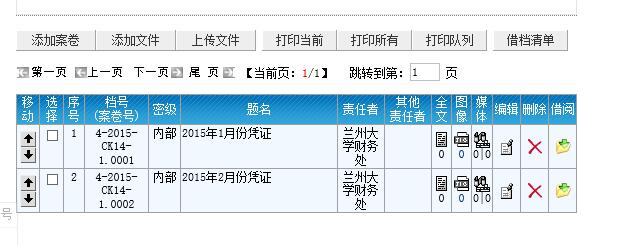 添加案卷 添加文件 上传文件 打印当前 打印所有 打印队列 借档清单
第一页 上一页 下一页 尾 页 【当前页：1/1】 跳转到第：1 页
移动 选择 序号 档号(案卷号) 密级 题名 责任者 其他责任者 全文 图像 媒体 编辑 删除 借阅
1 4-2015-CK14-1.0001 内部 2015年1月份凭证 兰州大学财务处 0 0 0|0
2 4-2015-CK14-1.0002 内部 2015年2月份凭证 兰州大学财务处 0 0 0|0
号